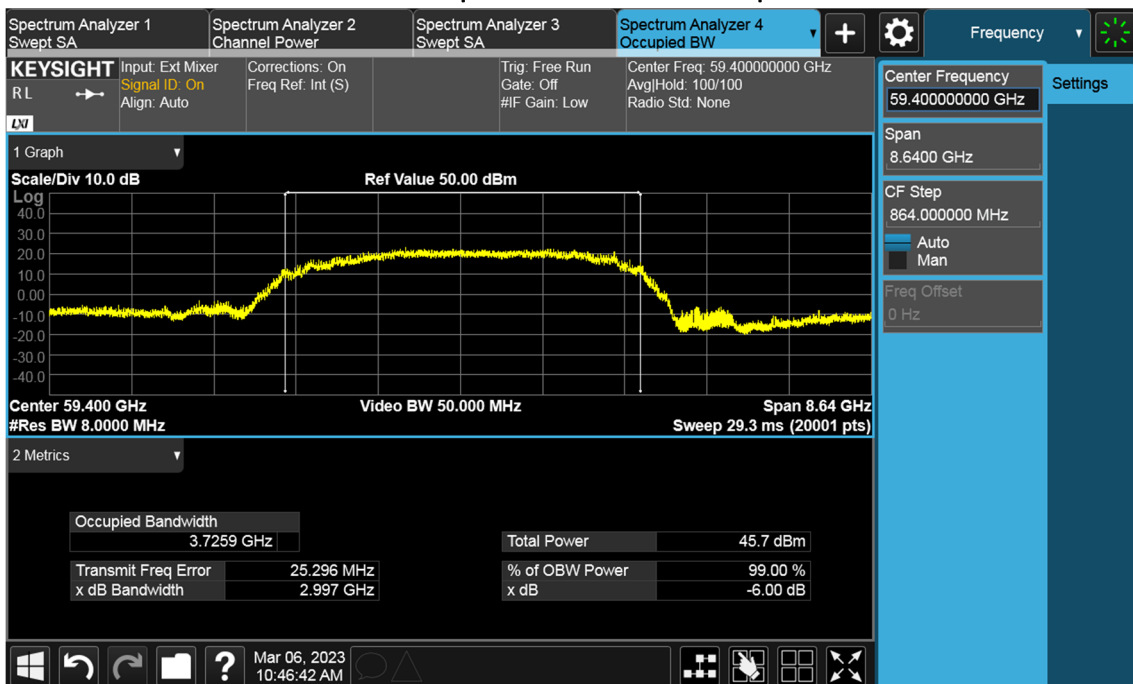 Spectrum Analyzer 1
Swept SA
Spectrum Analyzer 2
Channel Power
Spectrum Analyzer 3
Swept SA
Spectrum Analyzer 4
Occupied BW
Frequency
KEYSIGHT
RL
LXI
Input: Ext Mixer
Signal ID: On
Align: Auto
Corrections: On
Freq Ref: Int (S)
Trig: Free Run
Gate: Off
#IF Gain: Low
Center Freq: 59.400000000 GHz
Avg|Hold: 100/100
Radio Std: None
Center Frequency
59.400000000 GHz
Settings
Span
8.6400 GHz
CF Step
864.000000 MHz
Auto
Man
Freq Offset
0 Hz
1 Graph
Scale/Div 10.0 dB
Ref Value 50.00 dBm
Log
40.0
30.0
20.0
10.0
0.00
-10.0
-20.0
-30.0
-40.0
Center 59.400 GHz
Video BW 50.000 MHz
Span 8.64 GHz
#Res BW 8.0000 MHz
Sweep 29.3 ms (20001 pts)
2 Metrics
Occupied Bandwidth
3.7259 GHz
Total Power 45.7 dBm
Transmit Freq Error 25.296 MHz
% of OBW Power 99.00 %
x dB Bandwidth 2.997 GHz
x dB -6.00 dB
?
Mar 06, 2023
10:46:42 AM